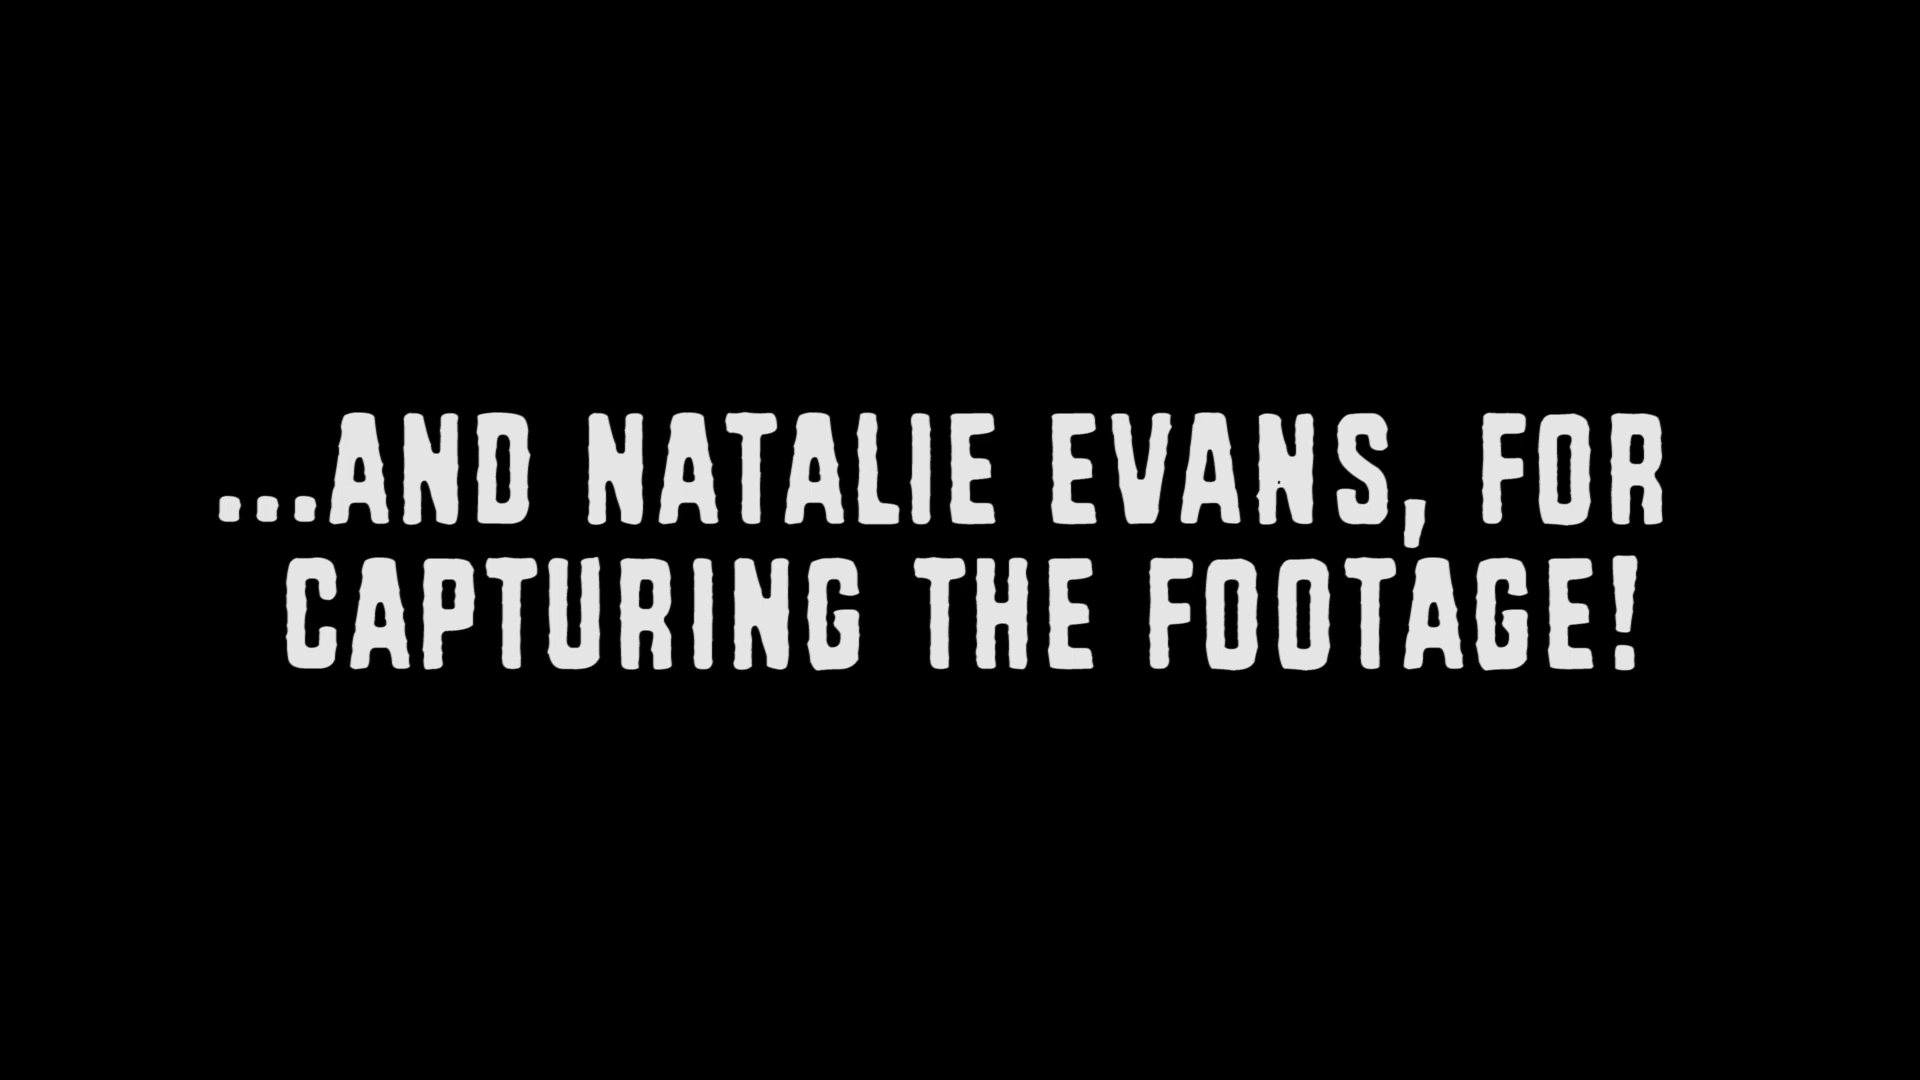 ...AND NATALIE EVANS, FOR
CAPTURING THE FOOTAGE!